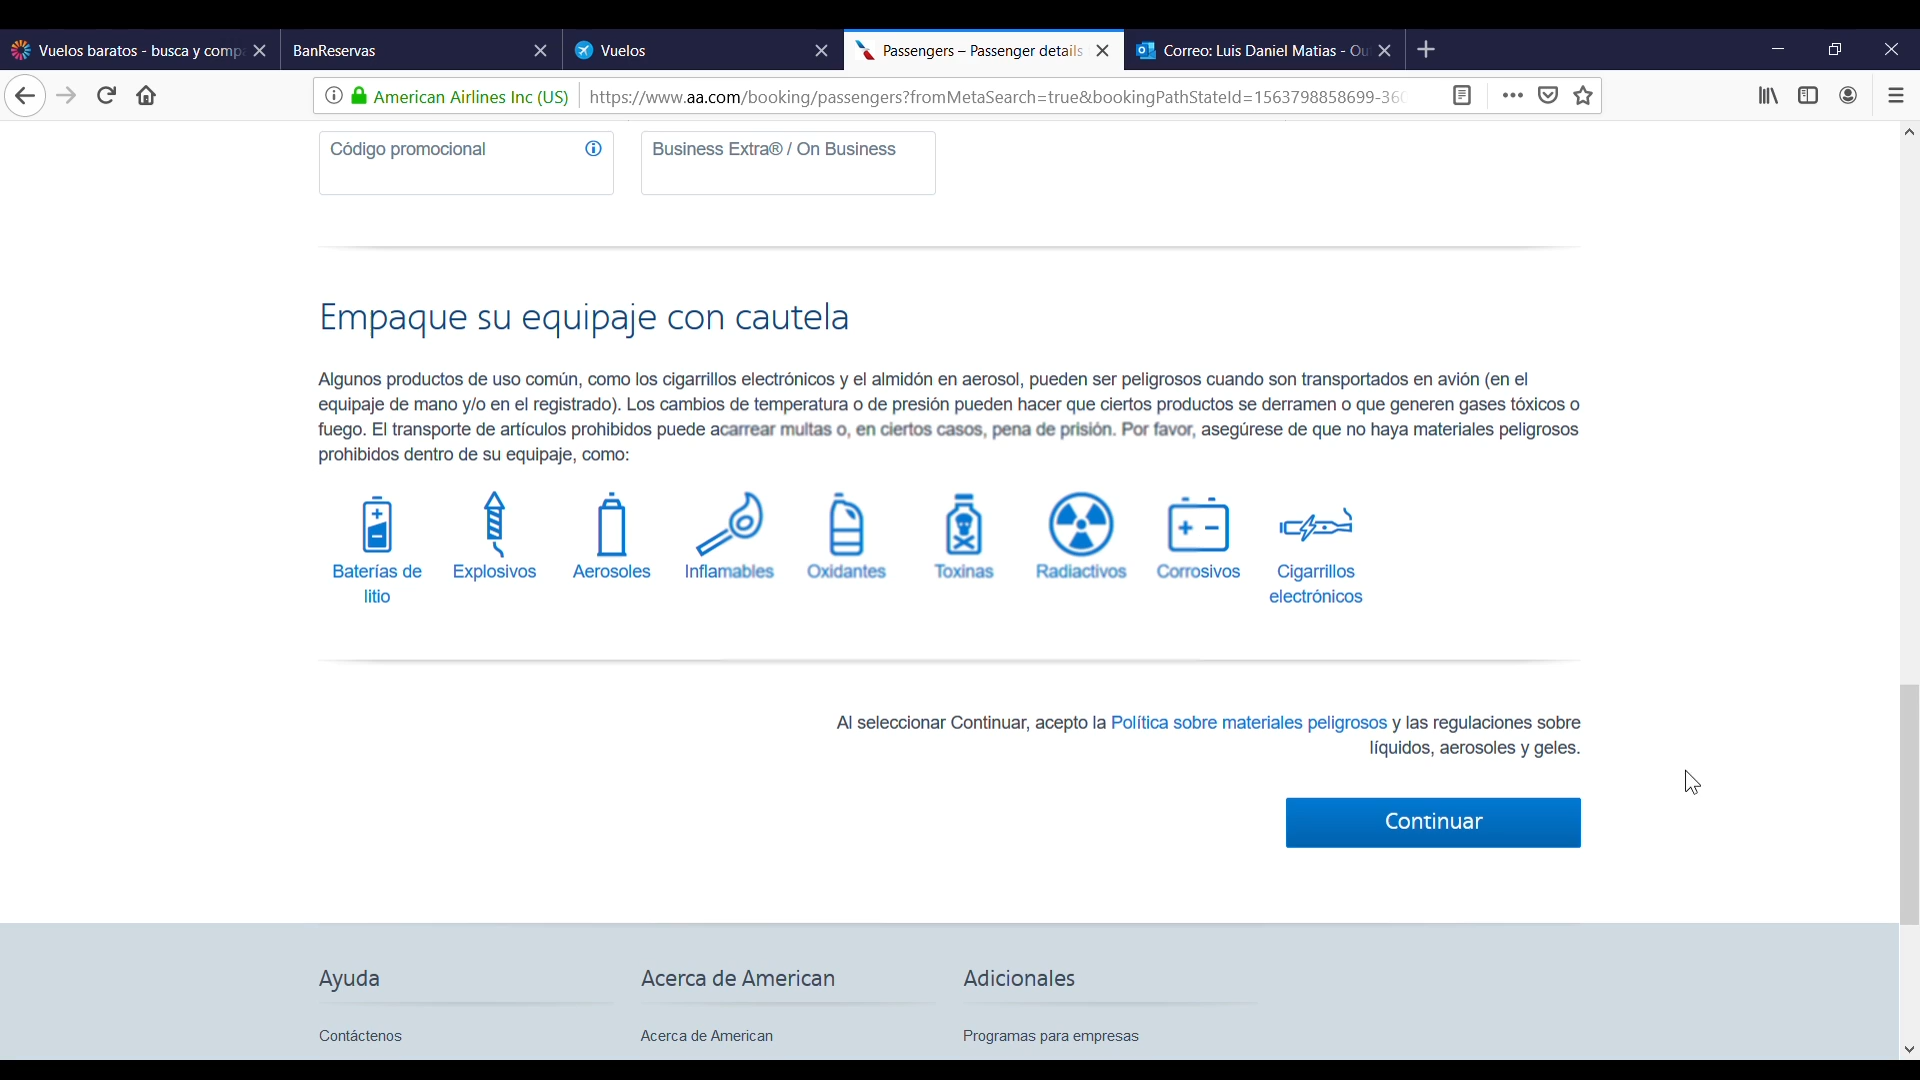 Vuelos baratos - busca y comp
BanReservas
Vuelos
Passengers – Passenger details
Correo: Luis Daniel Matias - Ou
American Airlines Inc (US)
https://www.aa.com/booking/passengers?fromMetaSearch=true&bookingPathStateId=1563798858699-360
Código promocional
Business Extra® / On Business
Empaque su equipaje con cautela
Algunos productos de uso común, como los cigarrillos electrónicos y el almidón en aerosol, pueden ser peligrosos cuando son transportados en avión (en el
equipaje de mano y/o en el registrado). Los cambios de temperatura o de presión pueden hacer que ciertos productos se derramen o que generen gases tóxicos o
fuego. El transporte de artículos prohibidos puede acarrear multas o, en ciertos casos, pena de prisión. Por favor, asegúrese de que no haya materiales peligrosos
prohibidos dentro de su equipaje, como:
Baterías de
litio
Explosivos
Aerosoles
Inflamables
Oxidantes
Toxinas
Radiactivos
Corrosivos
Cigarrillos
electrónicos
Al seleccionar Continuar, acepto la Política sobre materiales peligrosos y las regulaciones sobre
líquidos, aerosoles y geles.
Continuar
Ayuda
Acerca de American
Adicionales
Contáctenos
Acerca de American
Programas para empresas